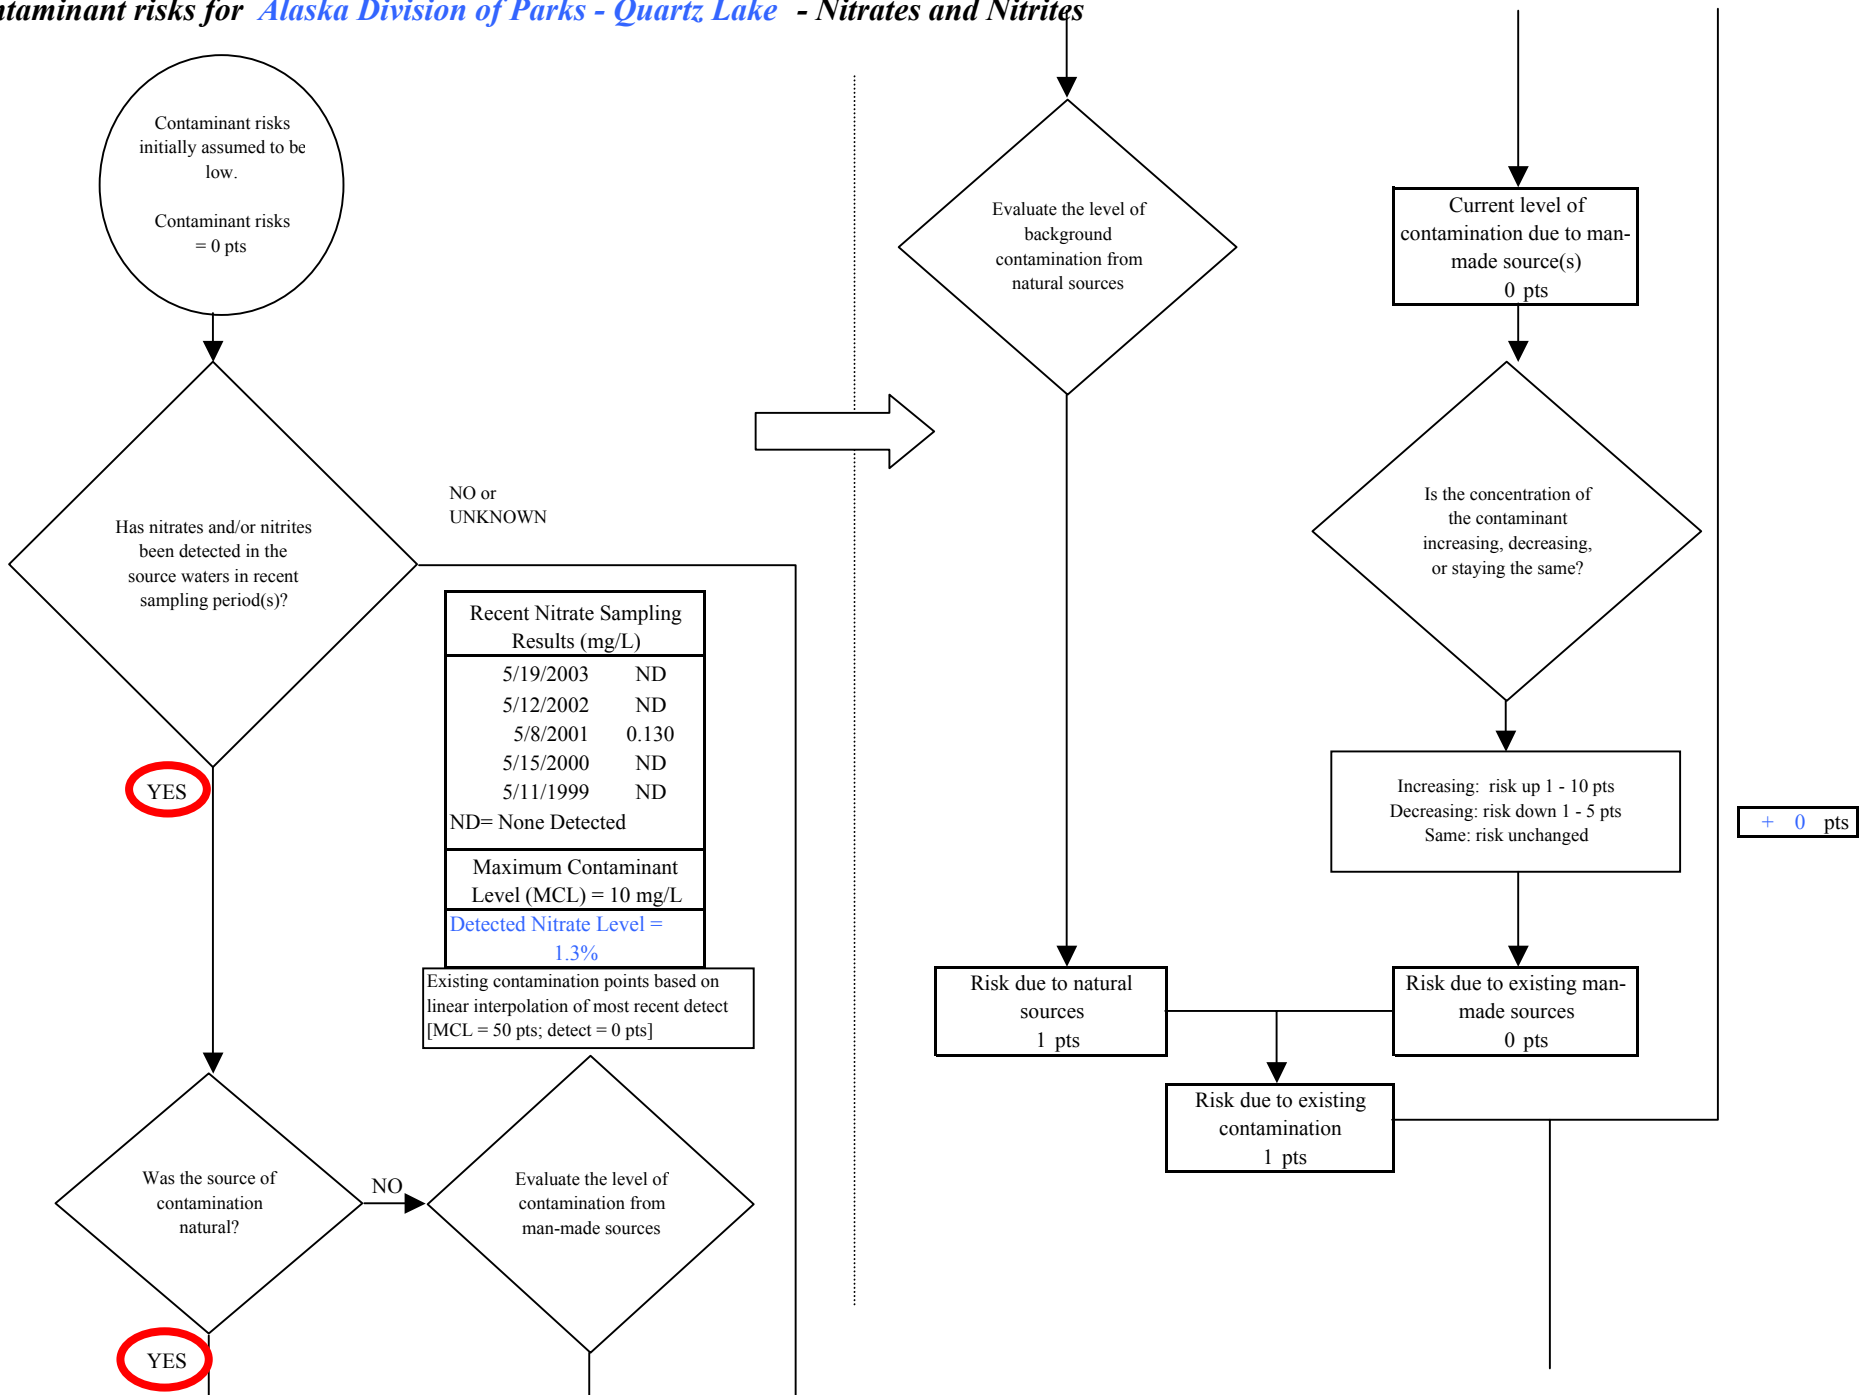 ntaminant risks for Alaska Division of Parks - Quartz Lake - Nitrates and Nitrites
Contaminant risks
initially assumed to be
low.
Contaminant risks
= 0 pts
Has nitrates and/or nitrites
been detected in the
source waters in recent
sampling period(s)?
NO or
UNKNOWN
YES
Recent Nitrate Sampling
Results (mg/L)
5/19/2003 ND
5/12/2002 ND
5/8/2001 0.130
5/15/2000 ND
5/11/1999 ND
ND= None Detected
Maximum Contaminant
Level (MCL) = 10 mg/L
Detected Nitrate Level =
1.3%
Existing contamination points based on
linear interpolation of most recent detect
[MCL = 50 pts; detect = 0 pts]
Was the source of
contamination
natural?
NO
Evaluate the level of
contamination from
man-made sources
YES
Evaluate the level of
background
contamination from
natural sources
Current level of
contamination due to man-
made source(s)
0 pts
Is the concentration of
the contaminant
increasing, decreasing,
or staying the same?
Increasing: risk up 1 - 10 pts
Decreasing: risk down 1 - 5 pts
Same: risk unchanged
+ 0 pts
Risk due to natural
sources
1 pts
Risk due to existing man-
made sources
0 pts
Risk due to existing
contamination
1 pts